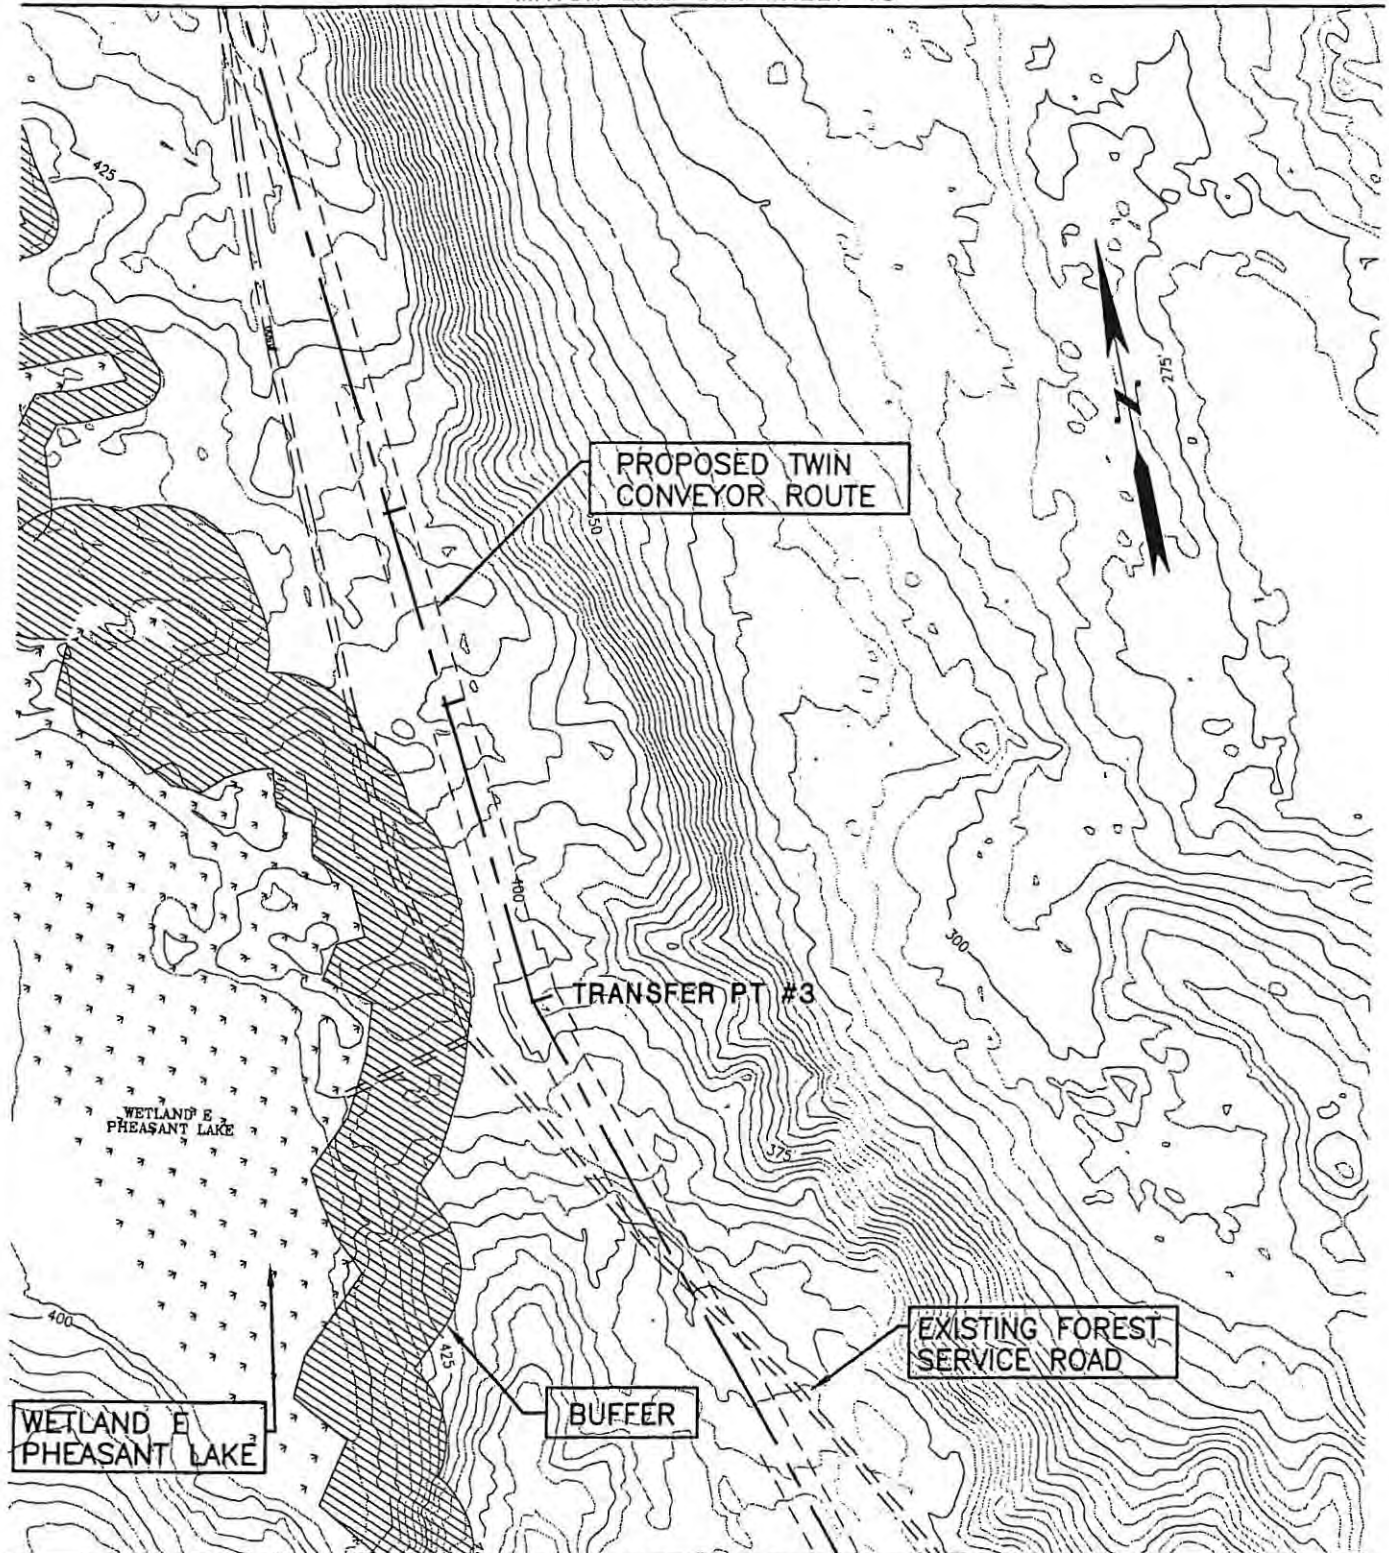 425
275'
PROPOSED TWIN
CONVEYOR ROUTE
400
300
TRANSFER PT #3
WETLAND E
PHEASANT LAKE
375
400
425
EXISTING FOREST
SERVICE ROAD
BUFFER
WETLAND E
PHEASANT LAKE